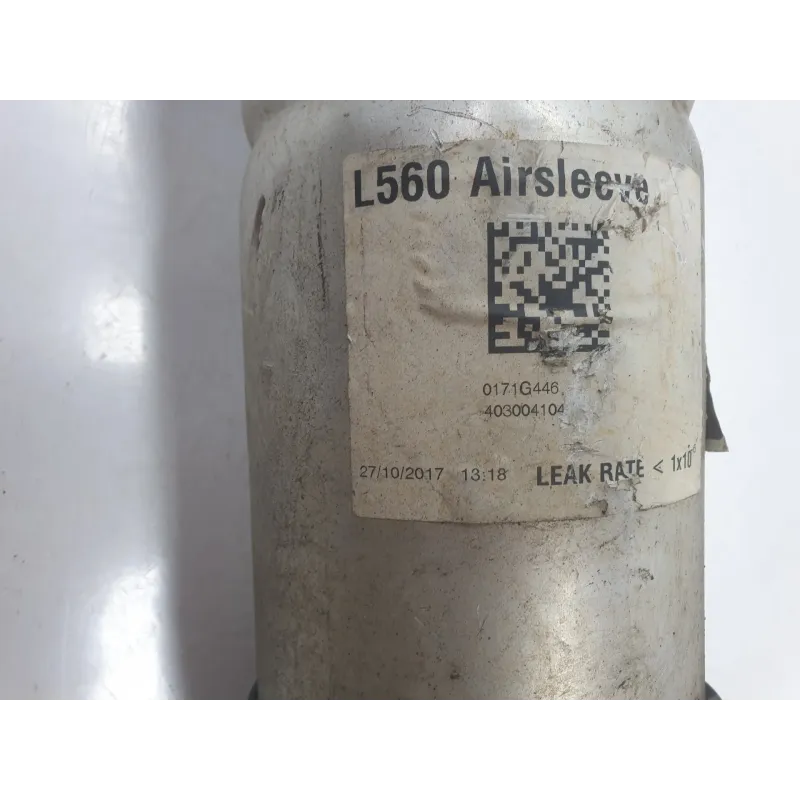 L560 Airsleeve
0171G446
403004104
27/10/2017 13:18 LEAK RATE < 1x10